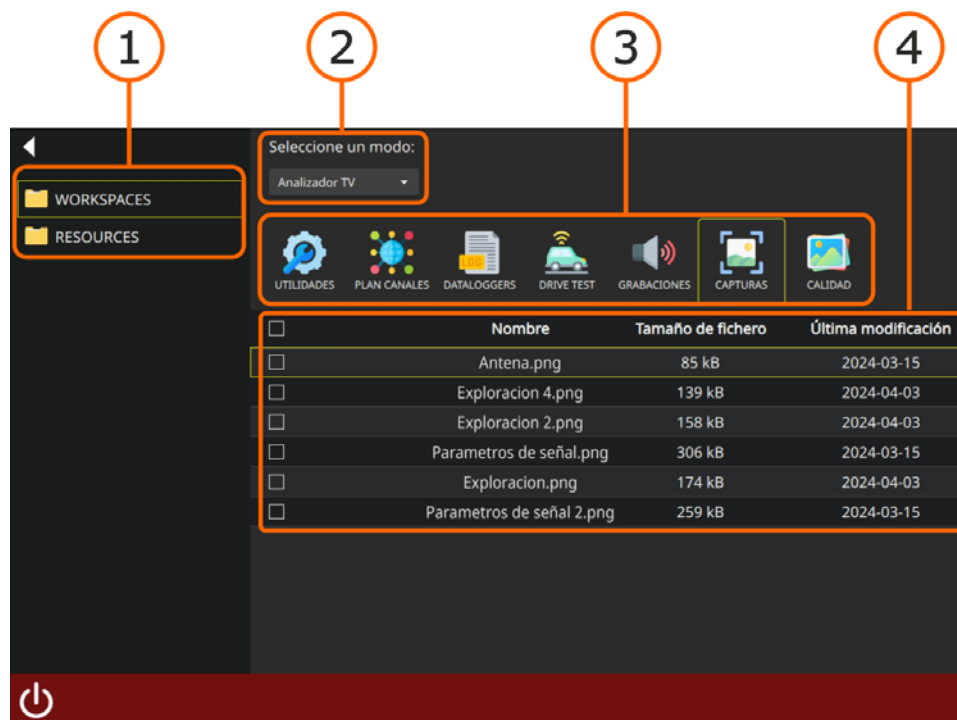 1 2 3 4
Seleccione un modo:
Analizador TV
WORKSPACES
RESOURCES
UTILIDADES PLAN CANALES DATALOGGERS DRIVE TEST GRABACIONES CAPTURAS CALIDAD
LOG
Nombre Tamaño de fichero Última modificación
Antena.png 85 kB 2024-03-15
Exploracion 4.png 139 kB 2024-04-03
Exploracion 2.png 158 kB 2024-04-03
Parametros de señal.png 306 kB 2024-03-15
Exploracion.png 174 kB 2024-04-03
Parametros de señal 2.png 259 kB 2024-03-15